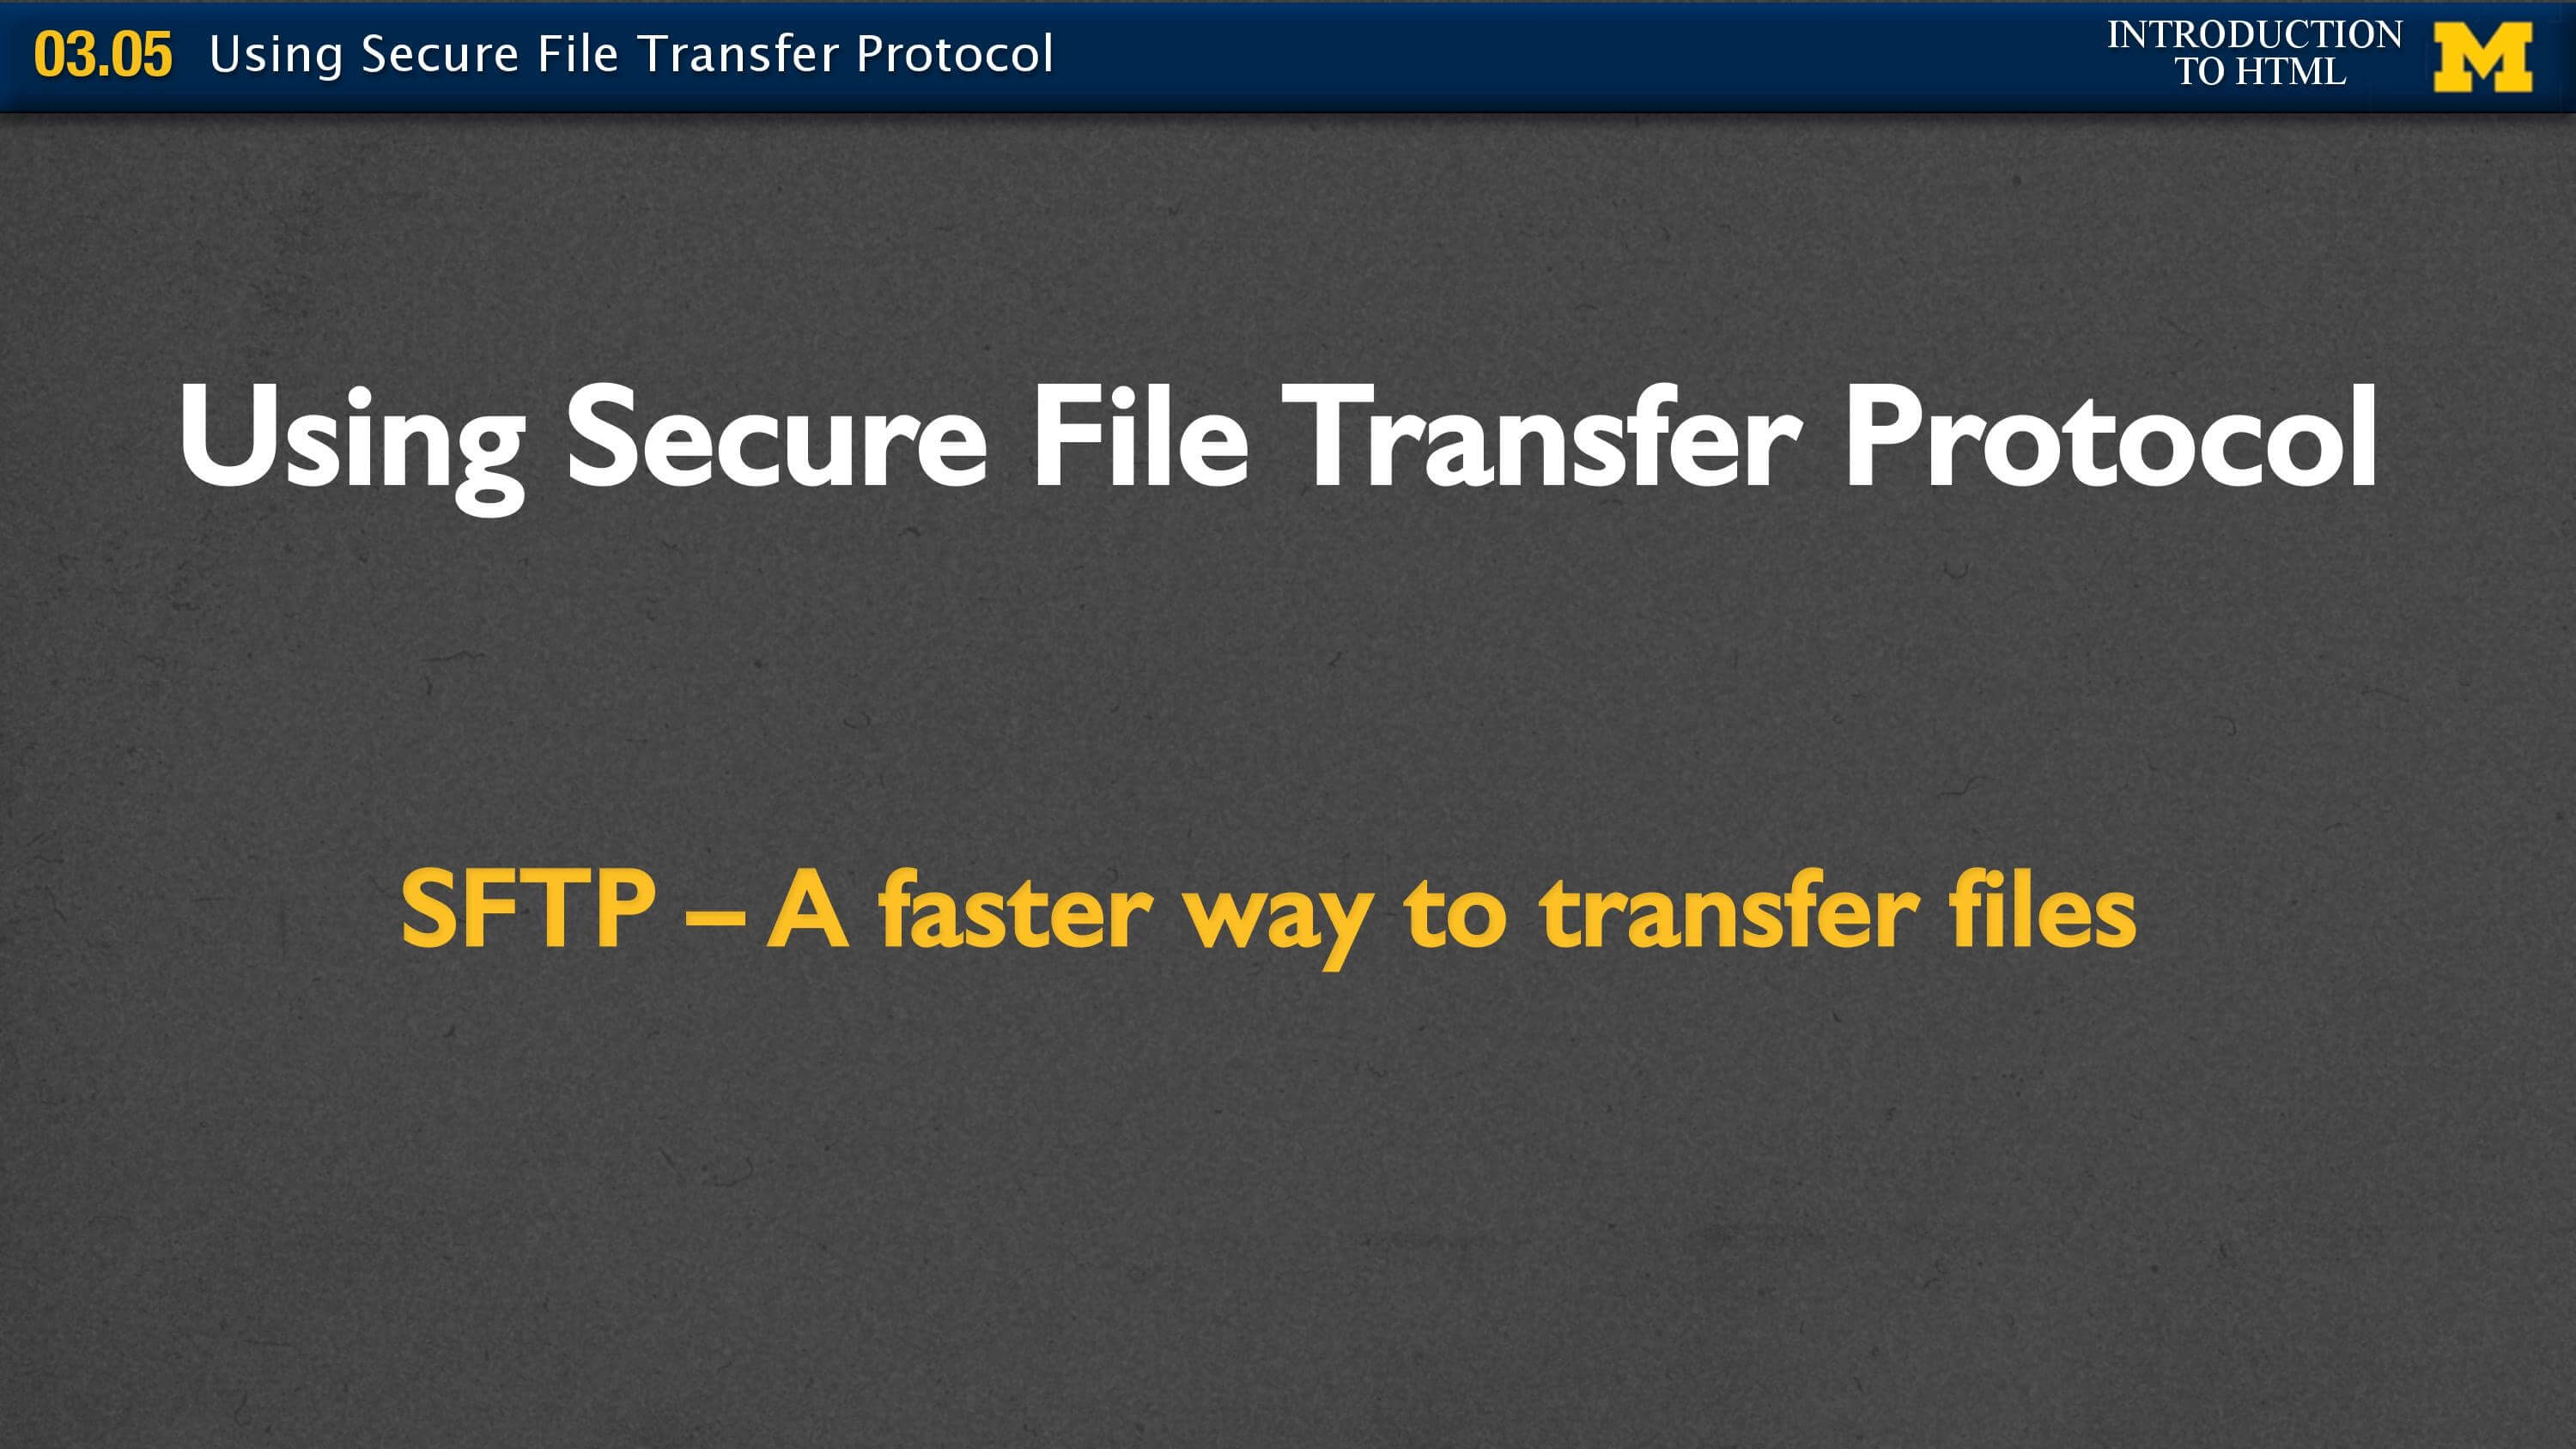 03.05 Using Secure File Transfer Protocol
INTRODUCTION
TO HTML
M
Using Secure File Transfer Protocol
SFTP – A faster way to transfer files